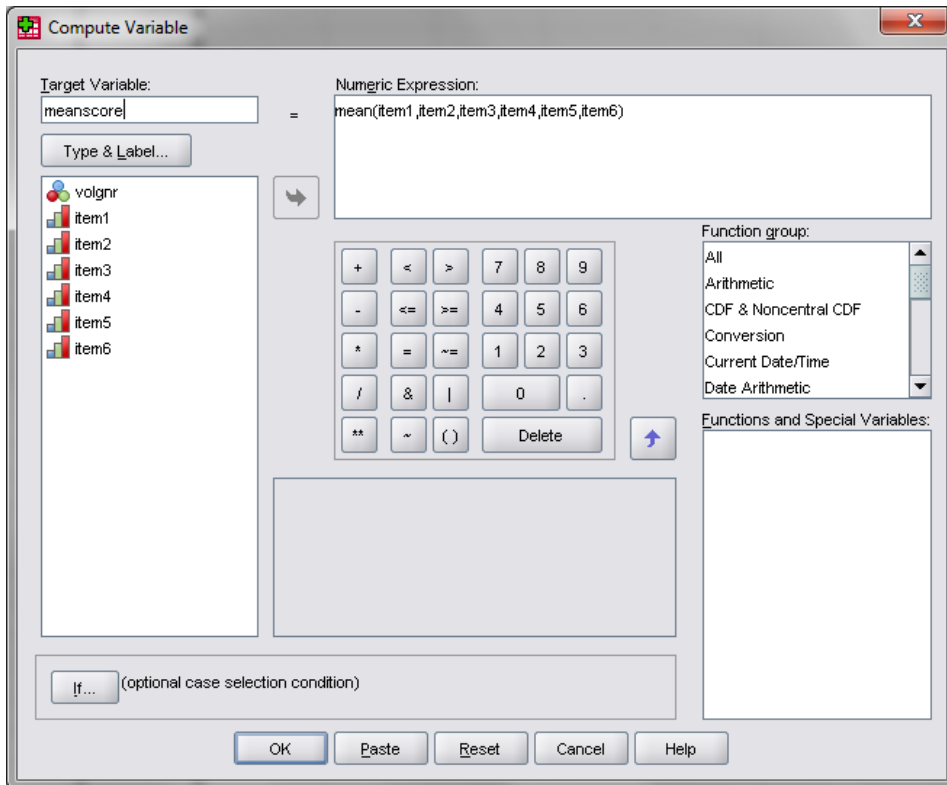 Compute Variable
X
Target Variable:
meanscore
=
Numeric Expression:
mean(item1,item2,item3,item4,item5,item6)
Type & Label...
volgnr
item1
item2
item3
item4
item5
item6
+ < > 7 8 9
- <= >= 4 5 6
* = ~= 1 2 3
/ & | 0 .
** ~ ( ) Delete
Function group:
All
Arithmetic
CDF & Noncentral CDF
Conversion
Current Date/Time
Date Arithmetic
Functions and Special Variables:
If... (optional case selection condition)
OK Paste Reset Cancel Help